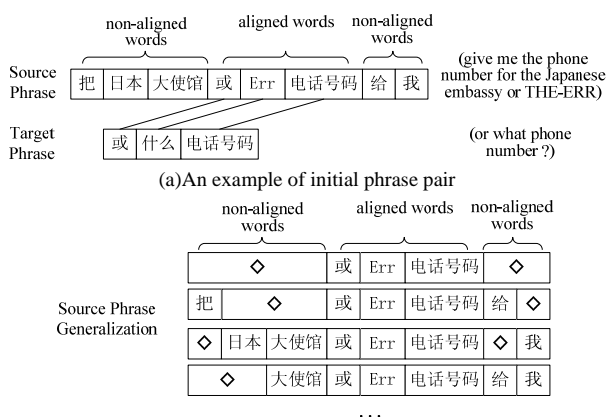 non-aligned words aligned words non-aligned words
Source Phrase 把 日本 大使馆 或 Err 电话号码 给 我 (give me the phone number for the Japanese embassy or THE-ERR)
Target Phrase 或 什么 电话号码 (or what phone number ?)
(a)An example of initial phrase pair
non-aligned words aligned words non-aligned words
◇ 或 Err 电话号码 ◇
Source Phrase Generalization
把 ◇ 或 Err 电话号码 给 ◇
◇ 日本 大使馆 或 Err 电话号码 ◇ 我
◇ 大使馆 或 Err 电话号码 给 我
...